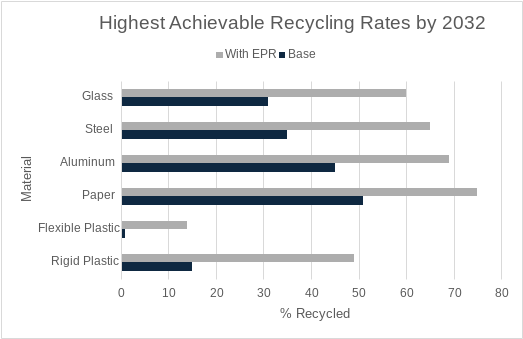 Highest Achievable Recycling Rates by 2032
With EPR Base
Glass
Steel
Aluminum
Paper
Flexible Plastic
Rigid Plastic
Material
0 10 20 30 40 50 60 70 80
% Recycled